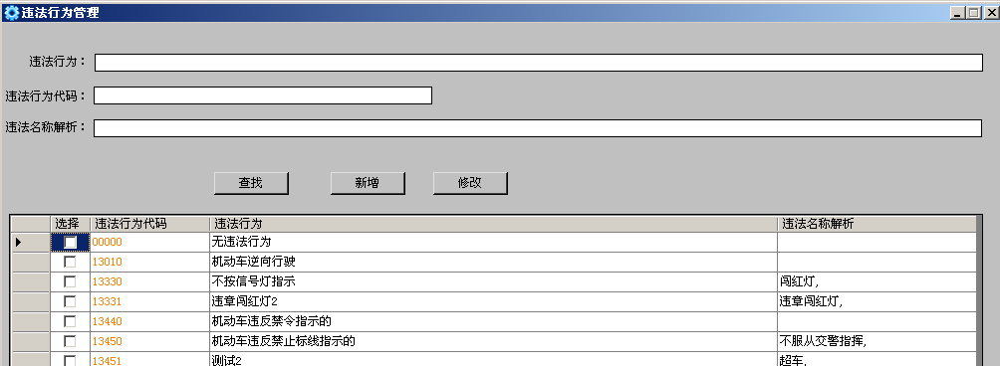 违法行为管理
违法行为：
违法行为代码：
违法名称解析：
查找 新增 修改
选择 违法行为代码 违法行为 违法名称解析
00000 无违法行为
13010 机动车逆向行驶
13330 不按信号灯指示 闯红灯,
13331 违章闯红灯2 违章闯红灯,
13440 机动车违反禁令指示的
13450 机动车违反禁止标线指示的 不服从交警指挥,
13451 测试2 超车,